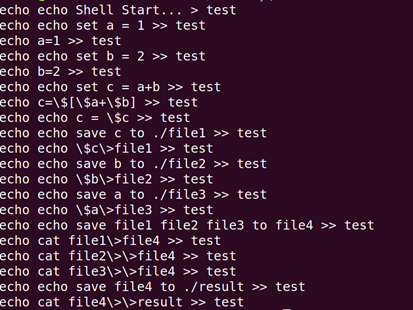 echo echo Shell Start... > test
echo echo set a = 1 >> test
echo a=1 >> test
echo echo set b = 2 >> test
echo b=2 >> test
echo echo set c = a+b >> test
echo c=\$[\$a+\$b] >> test
echo echo c = \$c >> test
echo echo save c to ./file1 >> test
echo echo \$c\>file1 >> test
echo echo save b to ./file2 >> test
echo echo \$b\>file2 >> test
echo echo save a to ./file3 >> test
echo echo \$a\>file3 >> test
echo echo save file1 file2 file3 to file4 >> test
echo cat file1\>file4 >> test
echo cat file2\>\>file4 >> test
echo cat file3\>\>file4 >> test
echo echo save file4 to ./result >> test
echo cat file4\>\>result >> test